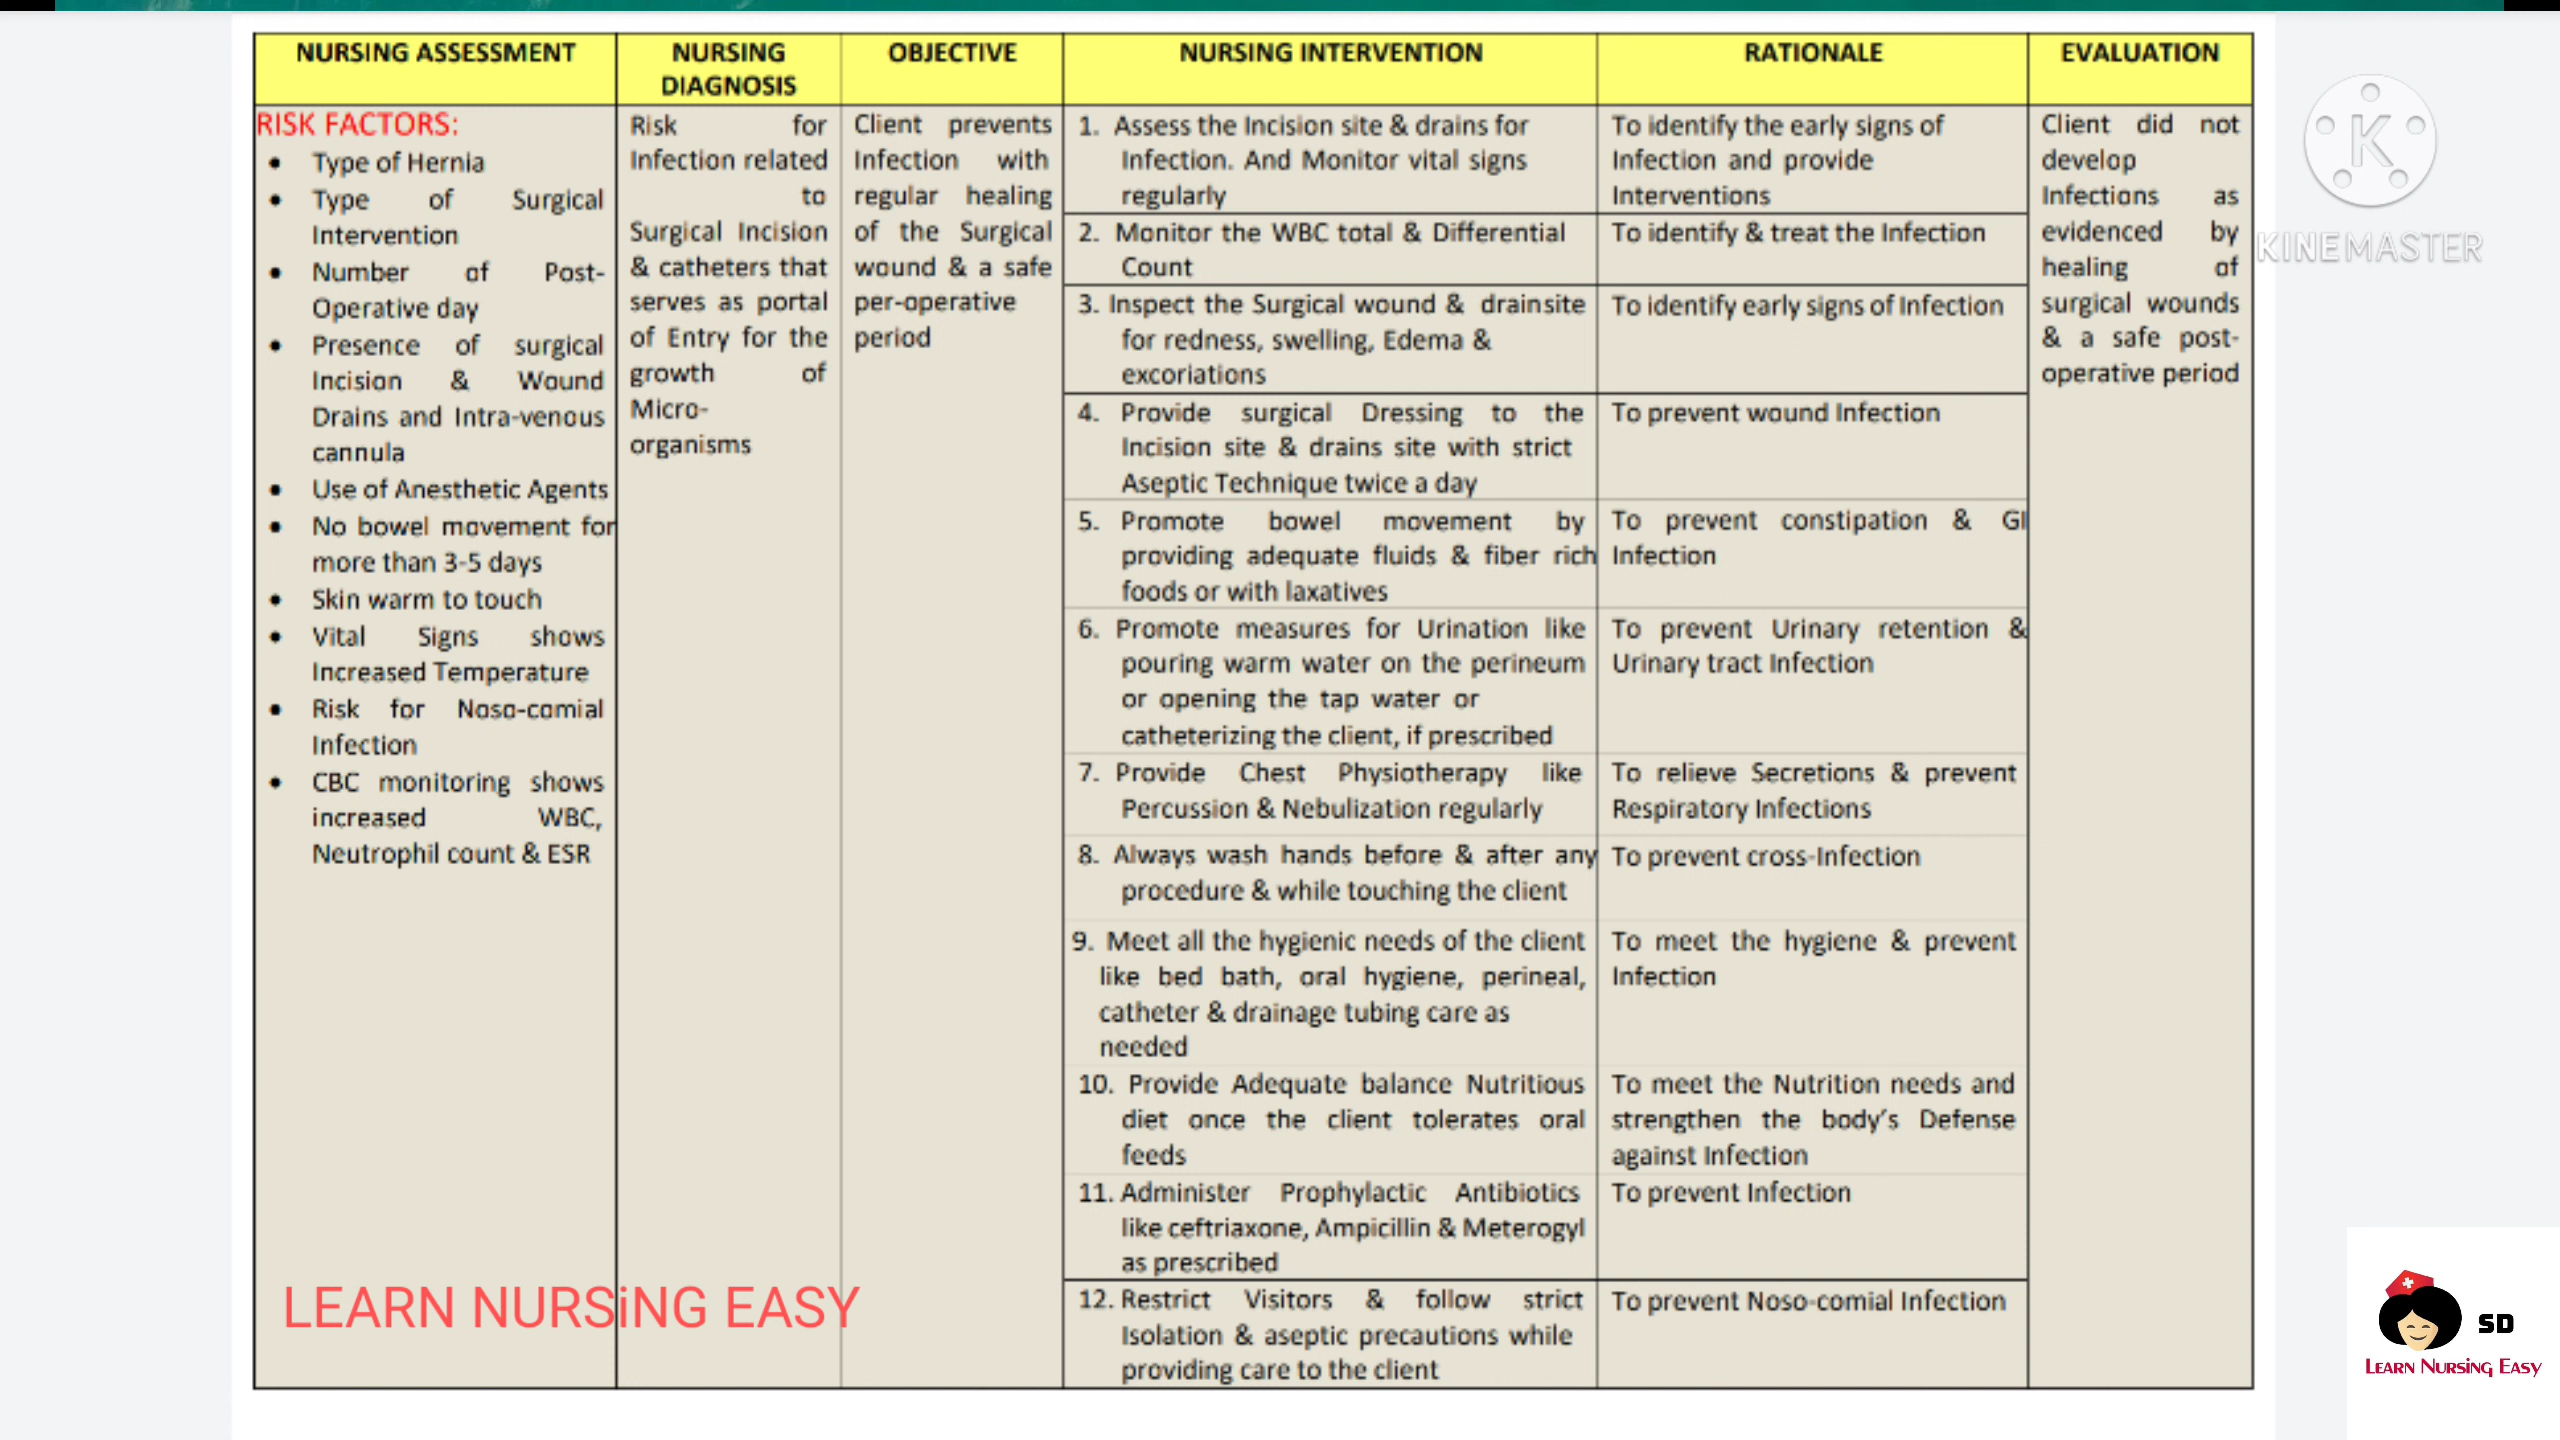 NURSING ASSESSMENT
NURSING
DIAGNOSIS
OBJECTIVE
NURSING INTERVENTION
RATIONALE
EVALUATION
RISK FACTORS:
• Type of Hernia
• Type of Surgical
Intervention
• Number of Post-
Operative day
• Presence of surgical
Incision & Wound
Drains and Intra-venous
cannula
• Use of Anesthetic Agents
• No bowel movement for
more than 3-5 days
• Skin warm to touch
• Vital Signs shows
Increased Temperature
• Risk for Noso-comial
Infection
• CBC monitoring shows
increased WBC,
Neutrophil count & ESR
Risk for
Infection related
to
Surgical Incision
& catheters that
serves as portal
of Entry for the
growth of
Micro-
organisms
Client prevents
Infection with
regular healing
of the Surgical
wound & a safe
per-operative
period
1. Assess the Incision site & drains for
Infection. And Monitor vital signs
regularly
To identify the early signs of
Infection and provide
Interventions
2. Monitor the WBC total & Differential
Count
To identify & treat the Infection
3. Inspect the Surgical wound & drainsite
for redness, swelling, Edema &
excoriations
To identify early signs of Infection
4. Provide surgical Dressing to the
Incision site & drains site with strict
Aseptic Technique twice a day
To prevent wound Infection
5. Promote bowel movement by
providing adequate fluids & fiber rich
foods or with laxatives
To prevent constipation & GI
Infection
6. Promote measures for Urination like
pouring warm water on the perineum
or opening the tap water or
catheterizing the client, if prescribed
To prevent Urinary retention &
Urinary tract Infection
7. Provide Chest Physiotherapy like
Percussion & Nebulization regularly
To relieve Secretions & prevent
Respiratory Infections
8. Always wash hands before & after any
procedure & while touching the client
To prevent cross-Infection
9. Meet all the hygienic needs of the client
like bed bath, oral hygiene, perineal,
catheter & drainage tubing care as
needed
To meet the hygiene & prevent
Infection
10. Provide Adequate balance Nutritious
diet once the client tolerates oral
feeds
To meet the Nutrition needs and
strengthen the body's Defense
against Infection
11. Administer Prophylactic Antibiotics
like ceftriaxone, Ampicillin & Meterogyl
as prescribed
To prevent Infection
12. Restrict Visitors & follow strict
Isolation & aseptic precautions while
providing care to the client
To prevent Noso-comial Infection
Client did not
develop
Infections as
evidenced by
healing of
surgical wounds
& a safe post-
operative period
K
KINEMASTER
LEARN NURSiNG EASY
SD
LEARN NURSiNG EASY